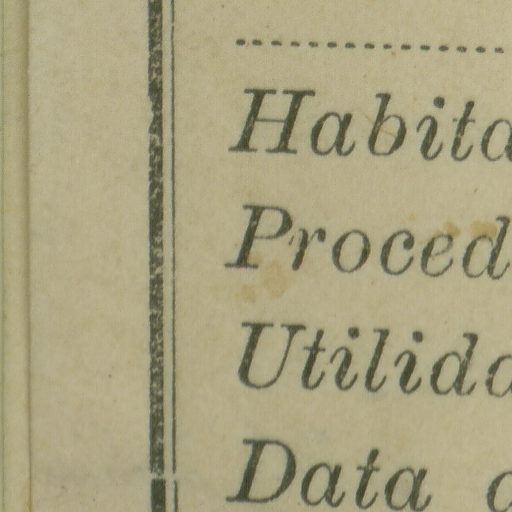 Habita
Proced
Utilida
Data